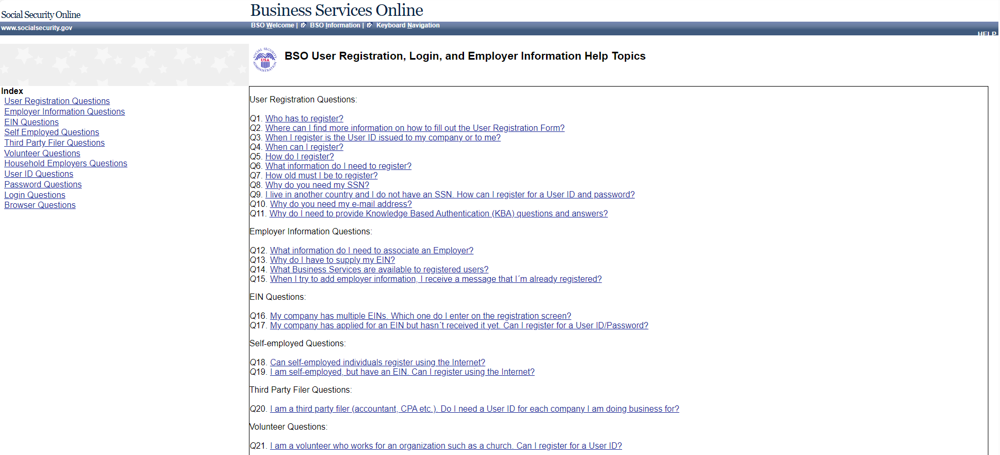 Social Security Online
Business Services Online
www.socialsecurity.gov
BSO Welcome | BSO Information | Keyboard Navigation
HELP
SOCIAL SECURITY ADMINISTRATION
USA
BSO User Registration, Login, and Employer Information Help Topics
Index
User Registration Questions
Employer Information Questions
EIN Questions
Self Employed Questions
Third Party Filer Questions
Volunteer Questions
Household Employers Questions
User ID Questions
Password Questions
Login Questions
Browser Questions
User Registration Questions:
Q1. Who has to register?
Q2. Where can I find more information on how to fill out the User Registration Form?
Q3. When I register is the User ID issued to my company or to me?
Q4. When can I register?
Q5. How do I register?
Q6. What information do I need to register?
Q7. How old must I be to register?
Q8. Why do you need my SSN?
Q9. I live in another country and I do not have an SSN. How can I register for a User ID and password?
Q10. Why do you need my e-mail address?
Q11. Why do I need to provide Knowledge Based Authentication (KBA) questions and answers?
Employer Information Questions:
Q12. What information do I need to associate an Employer?
Q13. Why do I have to supply my EIN?
Q14. What Business Services are available to registered users?
Q15. When I try to add employer information, I receive a message that I´m already registered?
EIN Questions:
Q16. My company has multiple EINs. Which one do I enter on the registration screen?
Q17. My company has applied for an EIN but hasn´t received it yet. Can I register for a User ID/Password?
Self-employed Questions:
Q18. Can self-employed individuals register using the Internet?
Q19. I am self-employed, but have an EIN. Can I register using the Internet?
Third Party Filer Questions:
Q20. I am a third party filer (accountant, CPA etc.). Do I need a User ID for each company I am doing business for?
Volunteer Questions:
Q21. I am a volunteer who works for an organization such as a church. Can I register for a User ID?